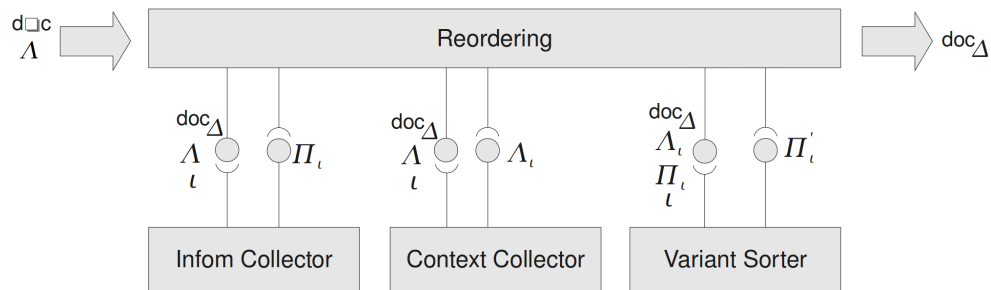 d❏c
Λ
Reordering
doc Δ
doc Δ
Λ
ι
Π ι
doc Δ
Λ
ι
Λ ι
doc Δ
Λ ι
Π ι
ι
Π ' ι
Infom Collector
Context Collector
Variant Sorter